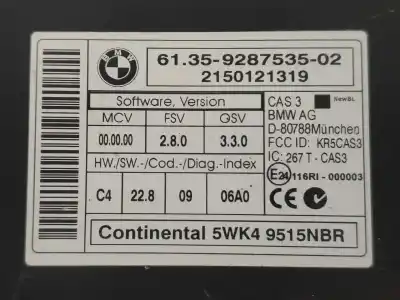 BMW
61.35-9287535-02
2150121319
Software, Version
MCV FSV QSV
00.00.00 2.8.0 3.3.0
HW./SW.-/Cod.-/Diag.-Index
C4 22.8 09 06A0
CAS 3 NewBL
BMW AG
D-80788München
FCC ID: KR5CAS3
IC: 267 T - CAS3
E24 116RI - 000003
CE
Continental 5WK4 9515NBR